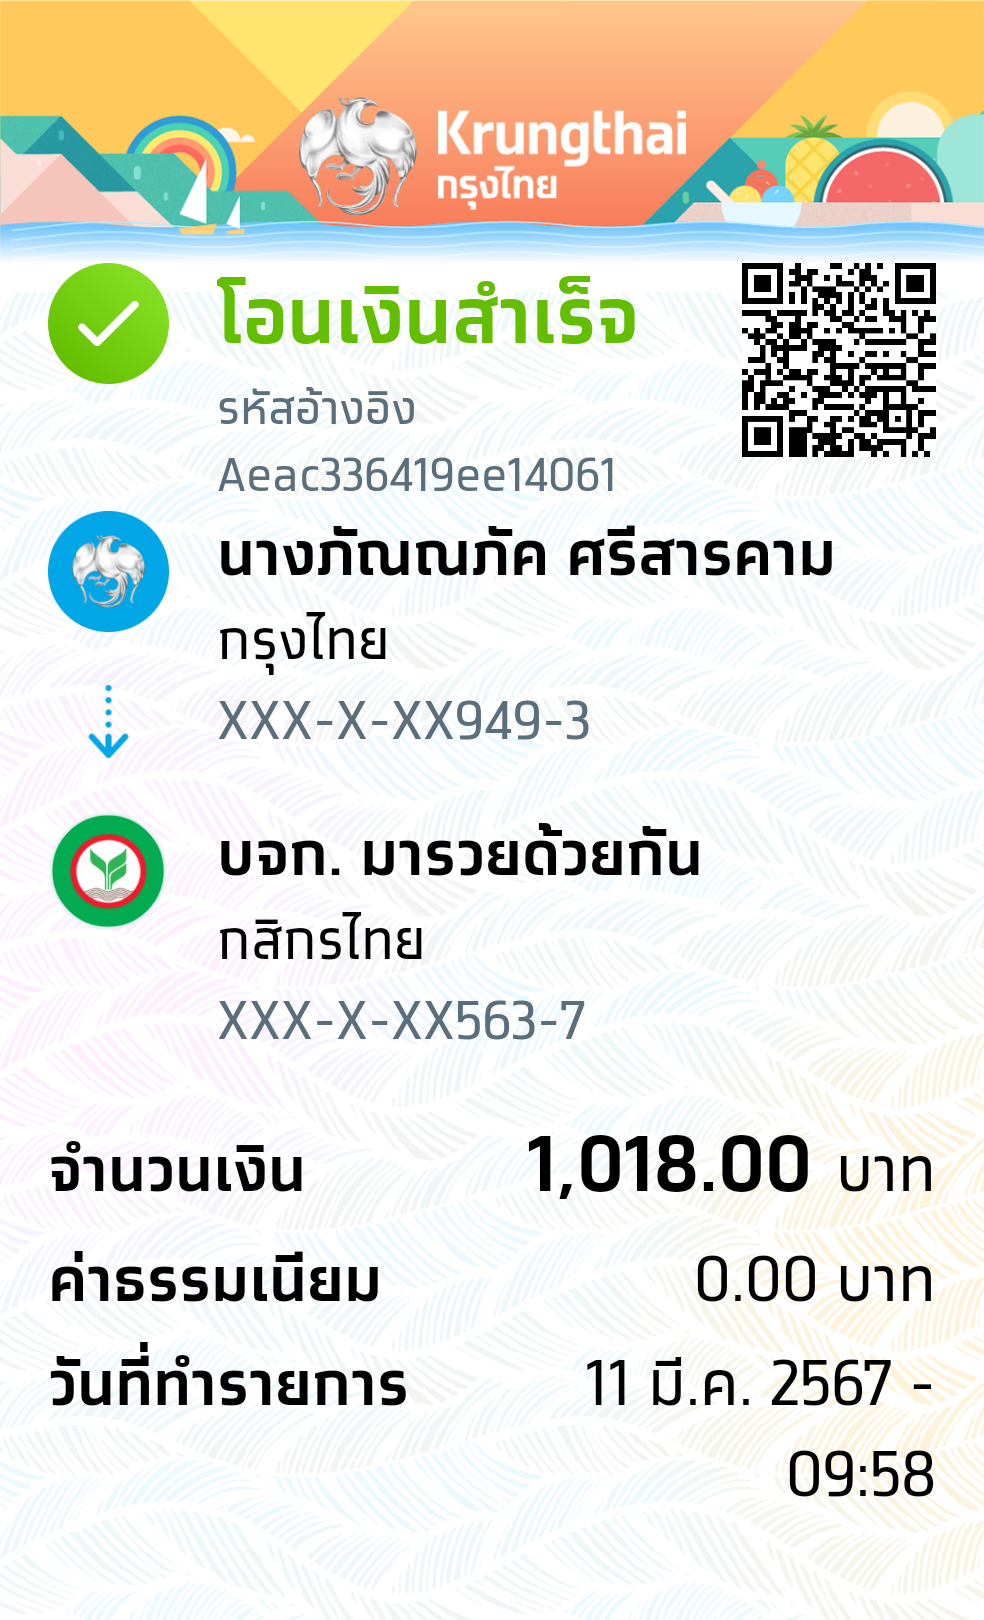 Krungthai
กรุงไทย
โอนเงินสำเร็จ
รหัสอ้างอิง
Aeac336419ee14061
นางภัณณภัค ศรีสารคาม
กรุงไทย
XXX-X-XX949-3
บจก. มารวยด้วยกัน
กสิกรไทย
XXX-X-XX563-7
จำนวนเงิน 1,018.00 บาท
ค่าธรรมเนียม 0.00 บาท
วันที่ทำรายการ 11 มี.ค. 2567 -
09:58